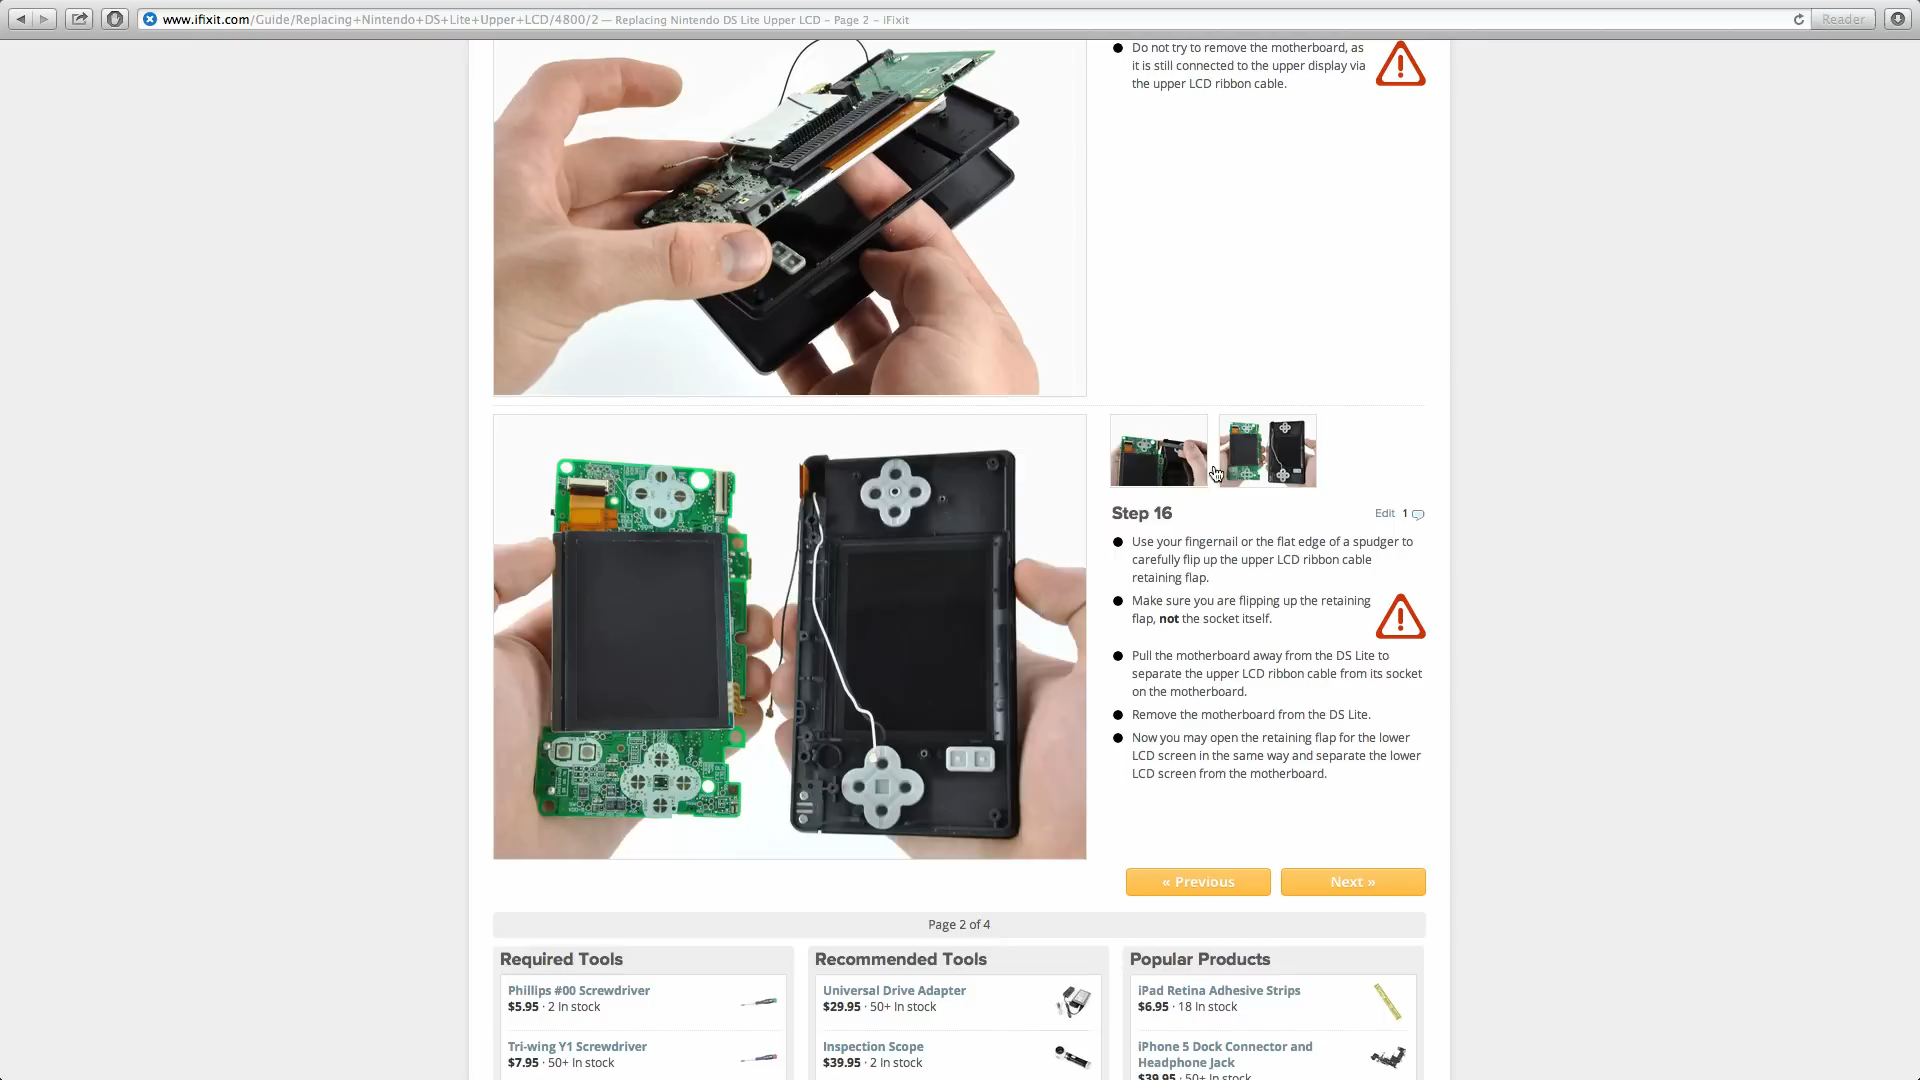 www.ifixit.com/Guide/Replacing+Nintendo+DS+Lite+Upper+LCD/4800/2 — Replacing Nintendo DS Lite Upper LCD – Page 2 – iFixit
Reader
Do not try to remove the motherboard, as
it is still connected to the upper display via
the upper LCD ribbon cable.
Step 16
Edit 1
Use your fingernail or the flat edge of a spudger to
carefully flip up the upper LCD ribbon cable
retaining flap.
Make sure you are flipping up the retaining
flap, not the socket itself.
Pull the motherboard away from the DS Lite to
separate the upper LCD ribbon cable from its socket
on the motherboard.
Remove the motherboard from the DS Lite.
Now you may open the retaining flap for the lower
LCD screen in the same way and separate the lower
LCD screen from the motherboard.
« Previous
Next »
Page 2 of 4
Required Tools
Phillips #00 Screwdriver
$5.95 · 2 In stock
Tri-wing Y1 Screwdriver
$7.95 · 50+ In stock
Recommended Tools
Universal Drive Adapter
$29.95 · 50+ In stock
Inspection Scope
$39.95 · 2 In stock
Popular Products
iPad Retina Adhesive Strips
$6.95 · 18 In stock
iPhone 5 Dock Connector and
Headphone Jack
$39.95 · 50+ In stock